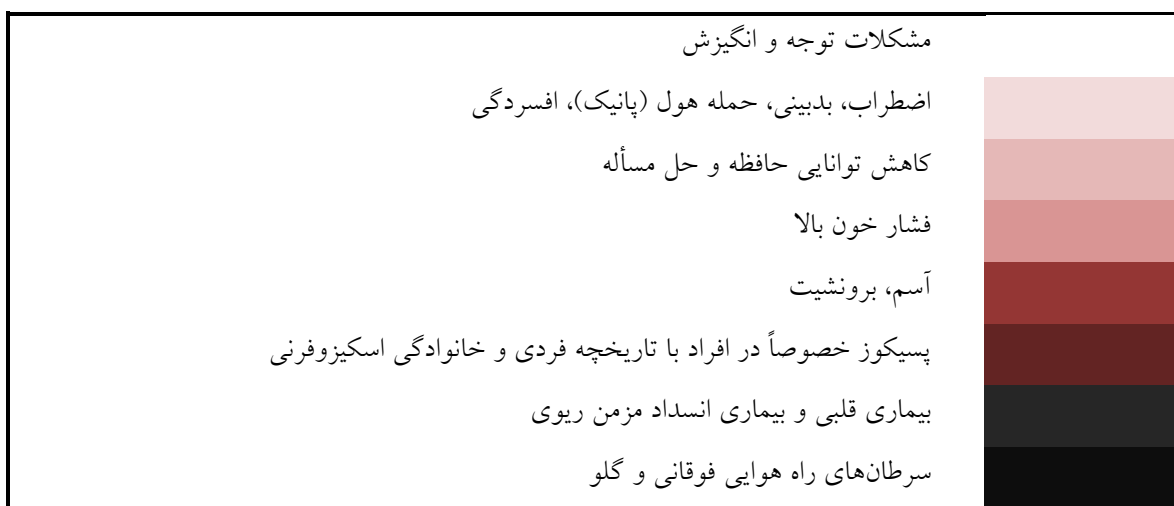 مشکلات توجه و انگیزش
اضطراب، بدبینی، حمله هول (پانیک)، افسردگی
کاهش توانایی حافظه و حل مسأله
فشار خون بالا
آسم، برونشیت
پسیکوز خصوصاً در افراد با تاریخچه فردی و خانوادگی اسکیزوفرنی
بیماری قلبی و بیماری انسداد مزمن ریوی
سرطان‌های راه هوایی فوقانی و گلو